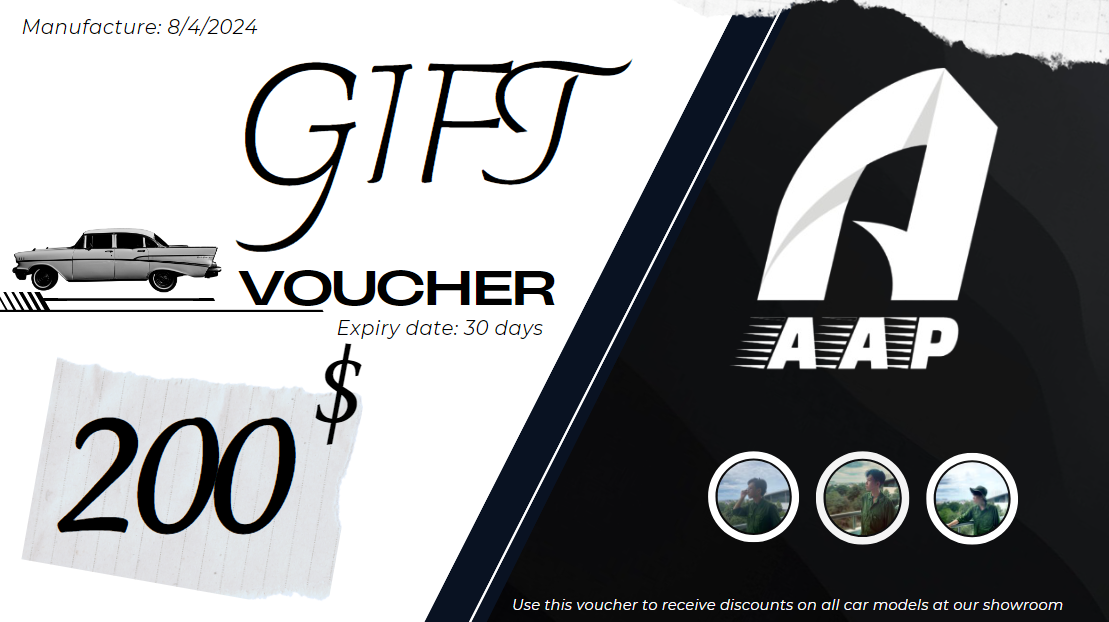 Manufacture: 8/4/2024
GIFT
VOUCHER
Expiry date: 30 days
200$
AAP
Use this voucher to receive discounts on all car models at our showroom